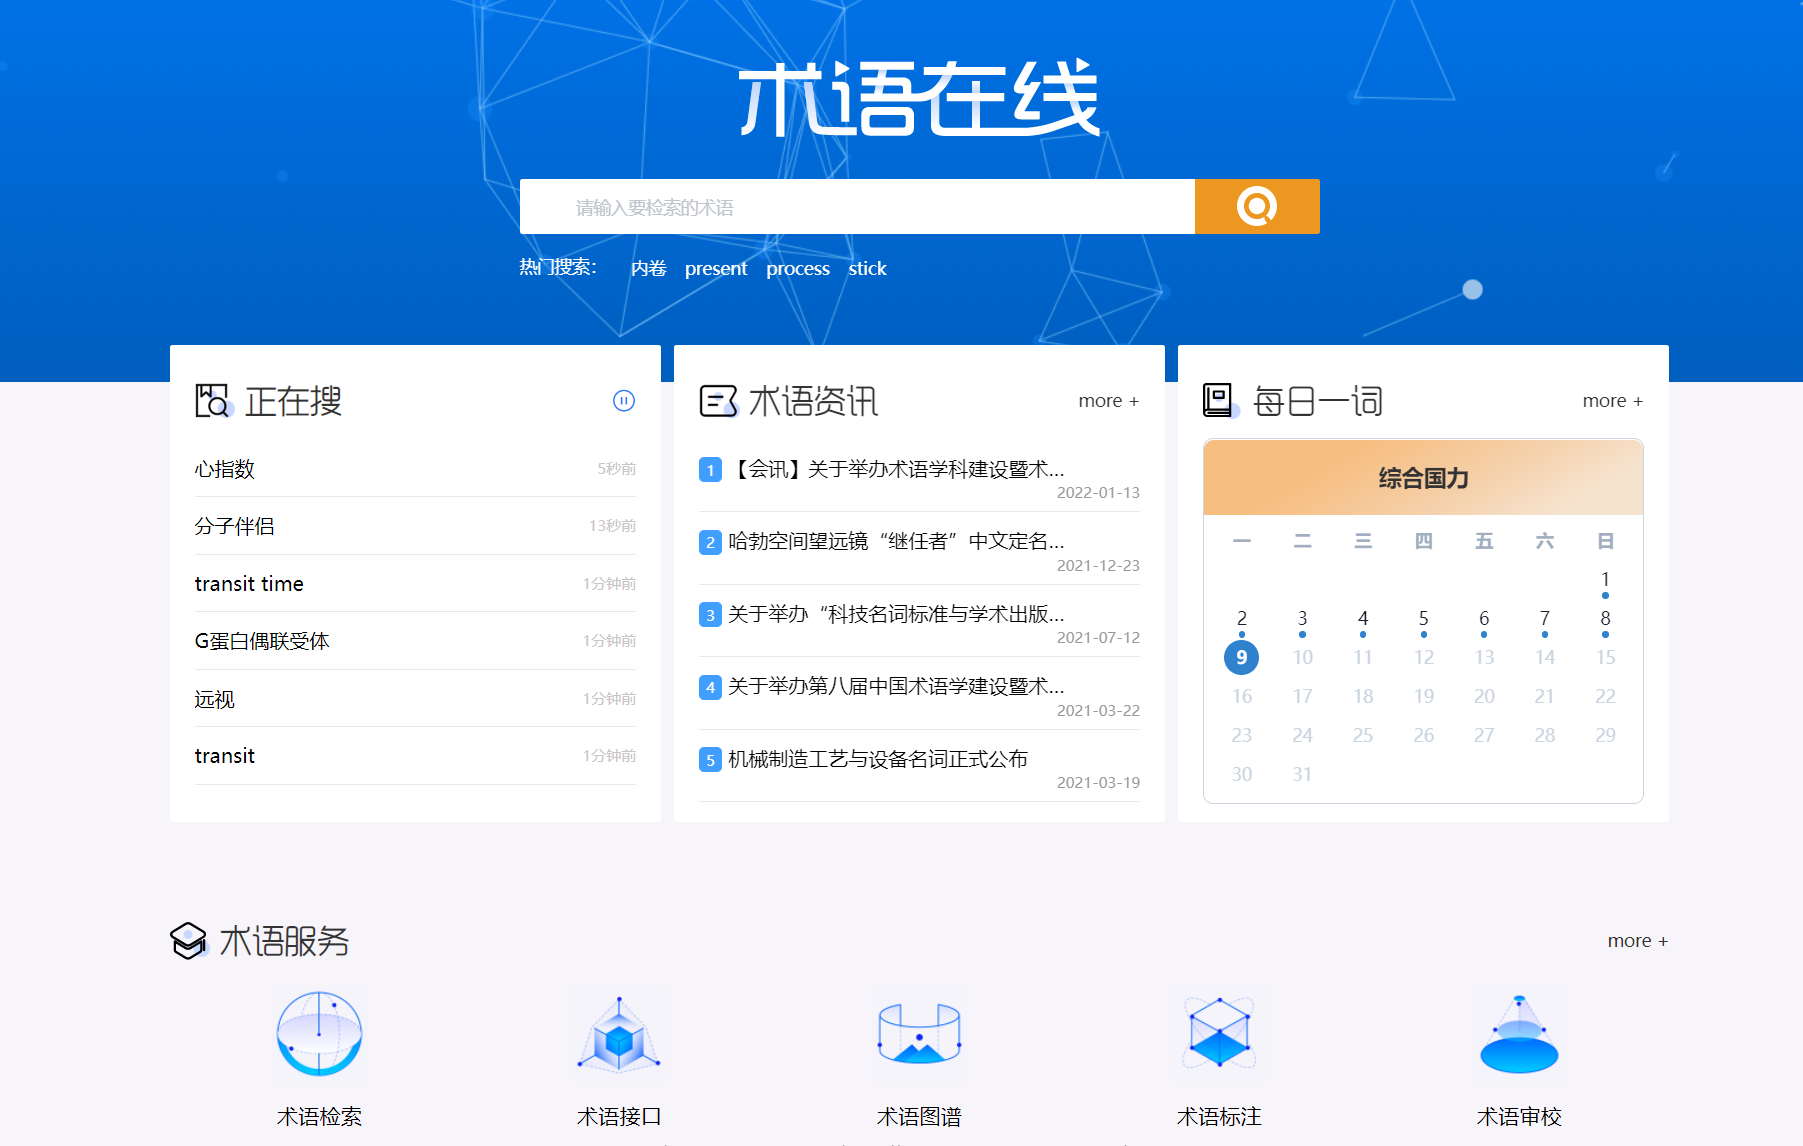 术语在线
请输入要检索的术语
热门搜索： 内卷 present process stick
正在搜
心指数 5秒前
分子伴侣 13秒前
transit time 1分钟前
G蛋白偶联受体 1分钟前
远视 1分钟前
transit 1分钟前
术语资讯 more +
1 【会讯】关于举办术语学科建设暨术...
2022-01-13
2 哈勃空间望远镜“继任者”中文定名...
2021-12-23
3 关于举办“科技名词标准与学术出版...
2021-07-12
4 关于举办第八届中国术语学建设暨术...
2021-03-22
5 机械制造工艺与设备名词正式公布
2021-03-19
每日一词 more +
综合国力
一 二 三 四 五 六 日
1
2 3 4 5 6 7 8
9 10 11 12 13 14 15
16 17 18 19 20 21 22
23 24 25 26 27 28 29
30 31
术语服务 more +
术语检索 术语接口 术语图谱 术语标注 术语审校